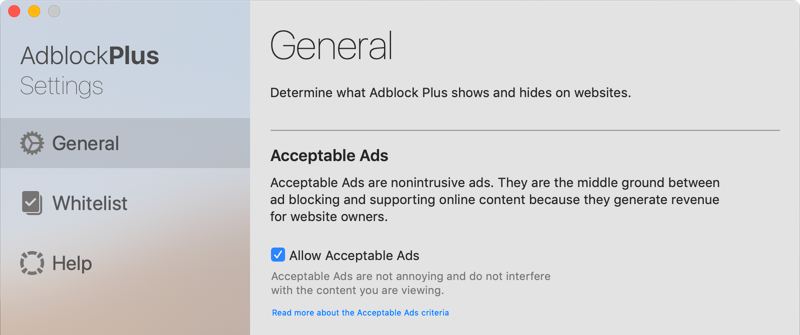 AdblockPlus
Settings
General
Whitelist
Help
General
Determine what Adblock Plus shows and hides on websites.
Acceptable Ads
Acceptable Ads are nonintrusive ads. They are the middle ground between
ad blocking and supporting online content because they generate revenue
for website owners.
Allow Acceptable Ads
Acceptable Ads are not annoying and do not interfere
with the content you are viewing.
Read more about the Acceptable Ads criteria